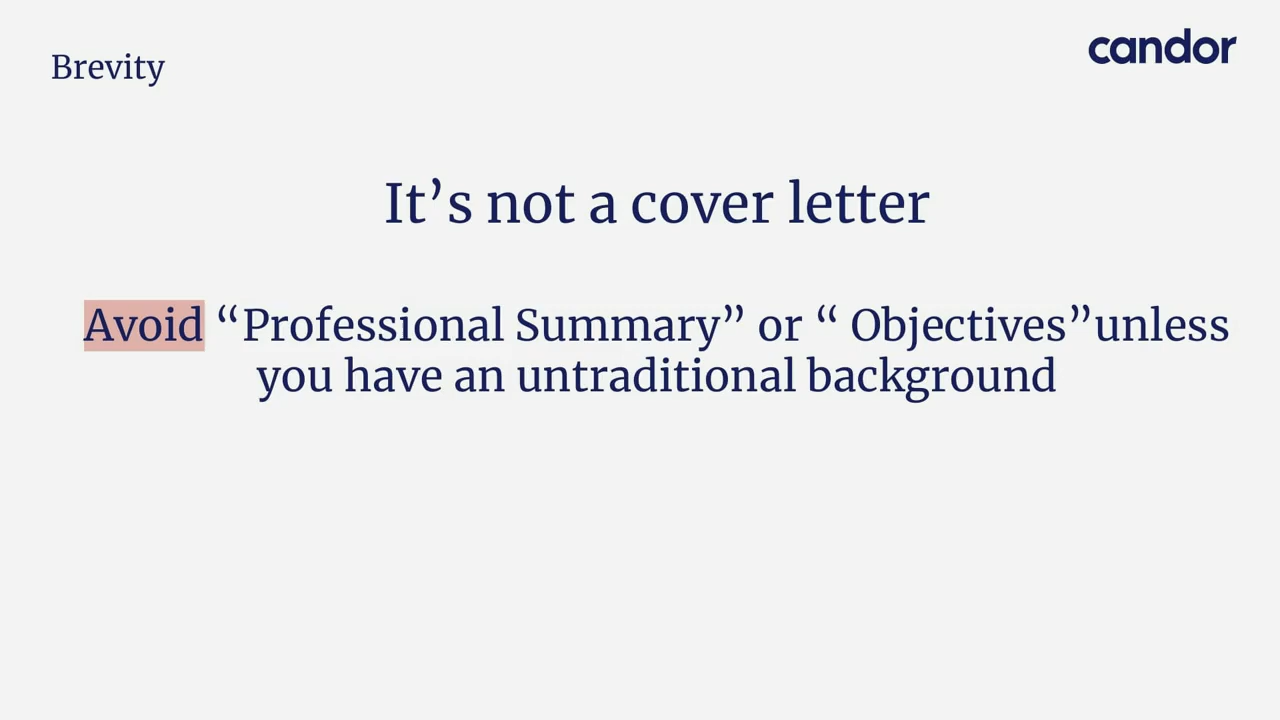 Brevity
candor
It’s not a cover letter
Avoid “Professional Summary” or “ Objectives”unless
you have an untraditional background